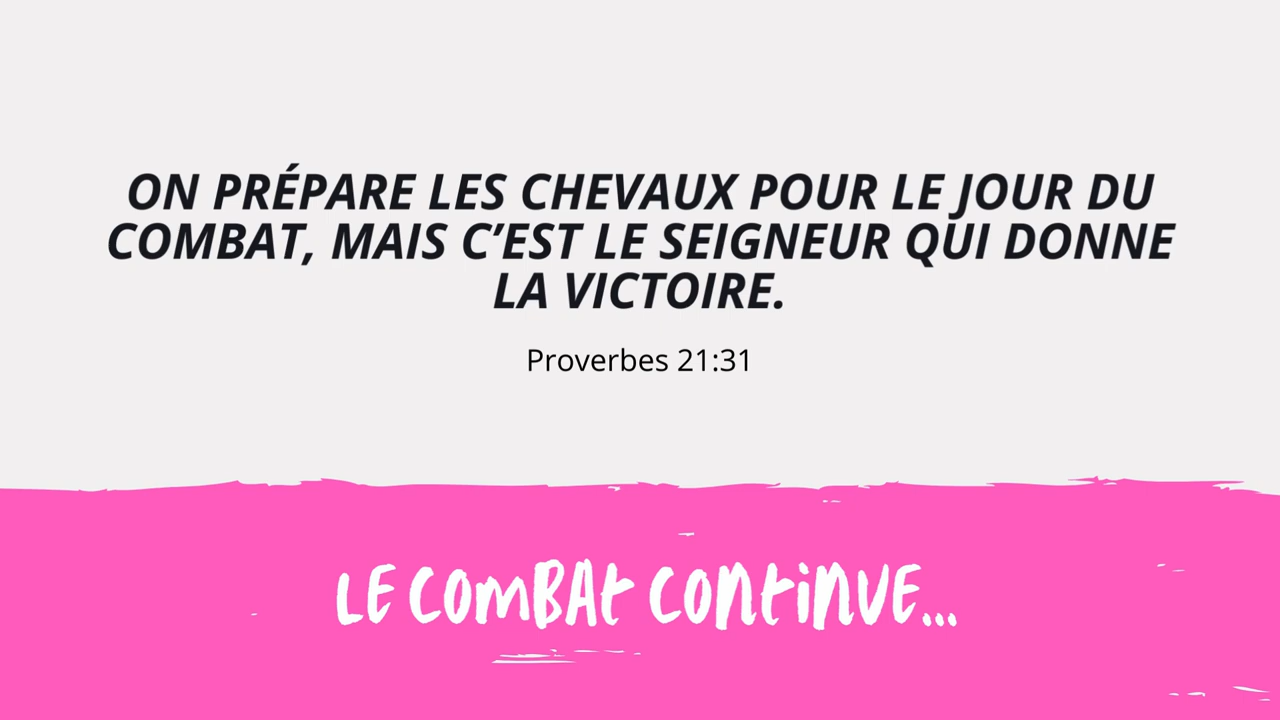 ON PRÉPARE LES CHEVAUX POUR LE JOUR DU
COMBAT, MAIS C’EST LE SEIGNEUR QUI DONNE
LA VICTOIRE.
Proverbes 21:31
LE COMBAT CONTINUE...